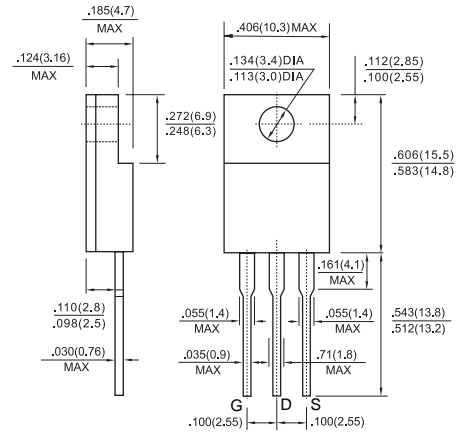 .185(4.7)
MAX
.124(3.16)
MAX
.406(10.3)MAX
.134(3.4)DIA
.113(3.0)DIA
.112(2.85)
.100(2.55)
.272(6.9)
.248(6.3)
.606(15.5)
.583(14.8)
.161(4.1)
MAX
.110(2.8)
.098(2.5)
.055(1.4)
MAX
.055(1.4)
MAX
.543(13.8)
.512(13.2)
.030(0.76)
MAX
.035(0.9)
MAX
.71(1.8)
MAX
G D S
.100(2.55)
.100(2.55)